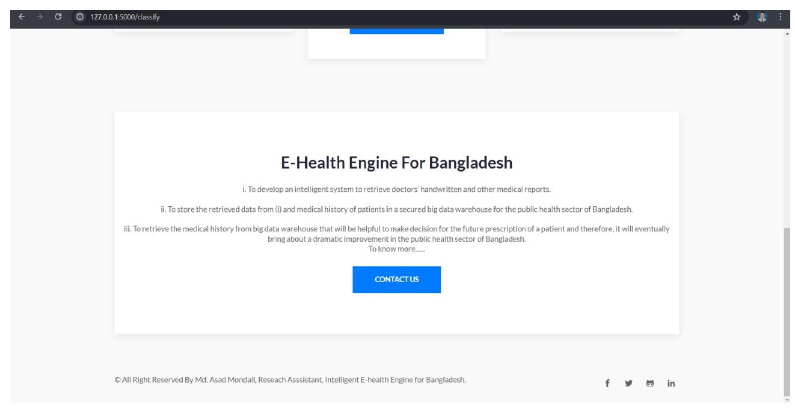 127.0.0.1:5000/classify
E-Health Engine For Bangladesh
i. To develop an intelligent system to retrieve doctors' handwritten and other medical reports.
ii. To store the retrieved data from (i) and medical history of patients in a secured big data warehouse for the public health sector of Bangladesh.
iii. To retrieve the medical history from big data warehouse that will be helpful to make decision for the future prescription of a patient and therefore, it will eventually
bring about a dramatic improvement in the public health sector of Bangladesh.
To know more......
CONTACT US
© All Right Reserved By Md. Asad Mondall, Reseach Asssistant, Intelligent E-health Engine for Bangladesh.